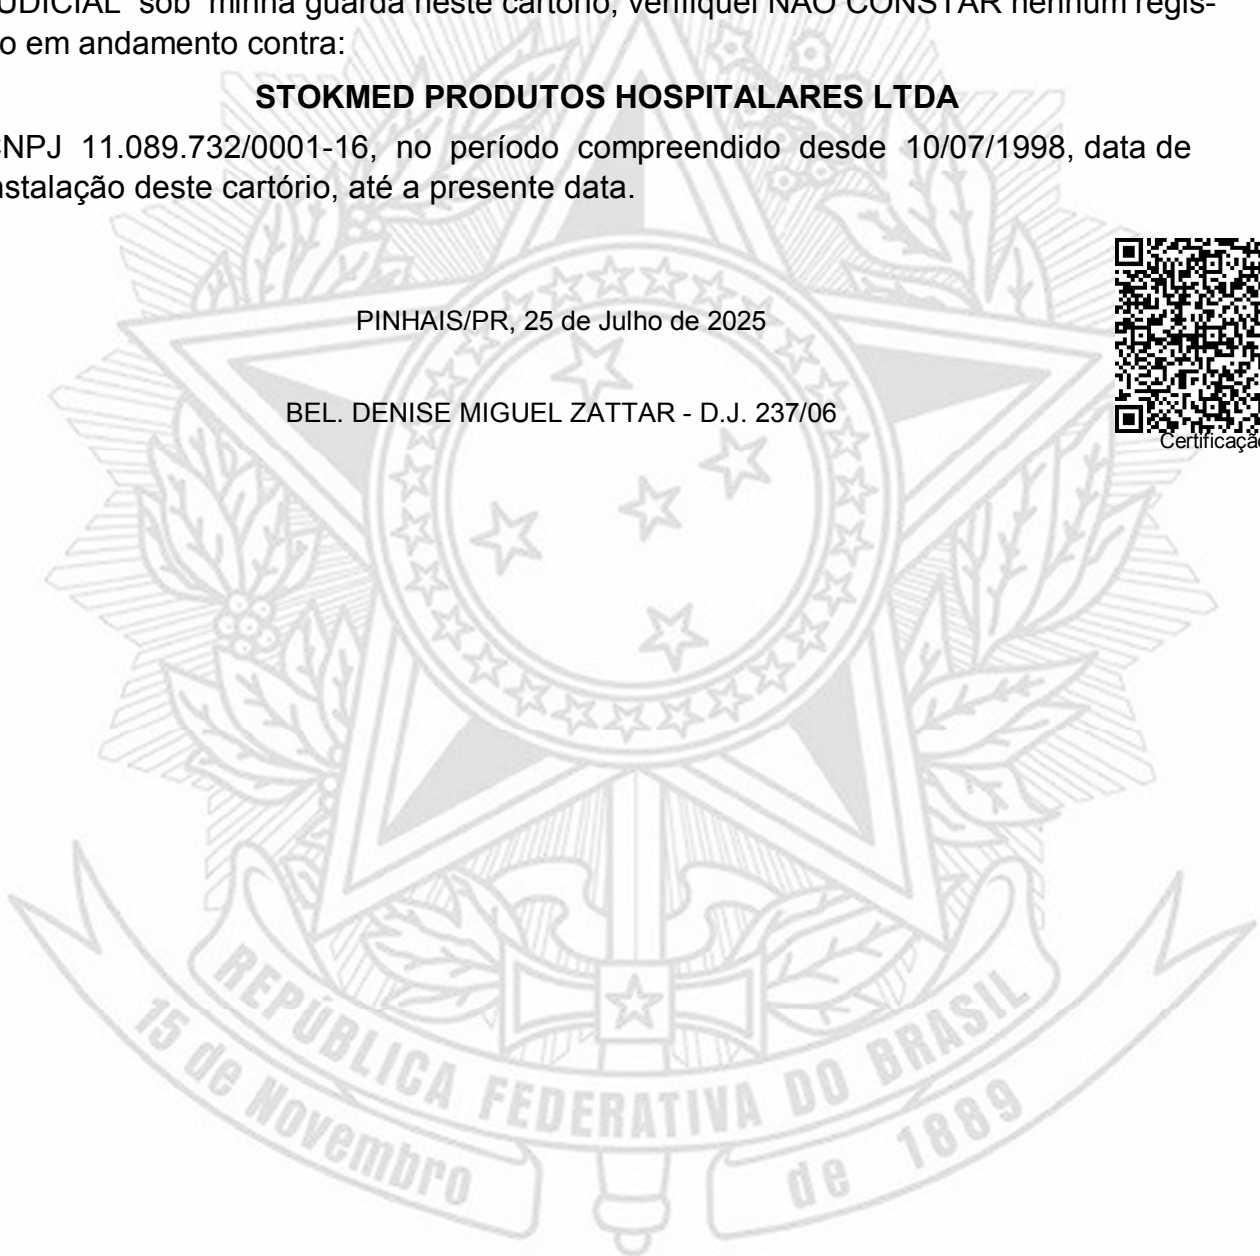 UDICIAL sob minha guarda neste cartório, verifiquei NÃO CONSTAR nenhum regis-
o em andamento contra:
STOKMED PRODUTOS HOSPITALARES LTDA
CNPJ 11.089.732/0001-16, no período compreendido desde 10/07/1998, data de
nstalação deste cartório, até a presente data.
PINHAIS/PR, 25 de Julho de 2025
BEL. DENISE MIGUEL ZATTAR - D.J. 237/06
Certificação
REPÚBLICA FEDERATIVA DO BRASIL
15 de Novembro de 1889